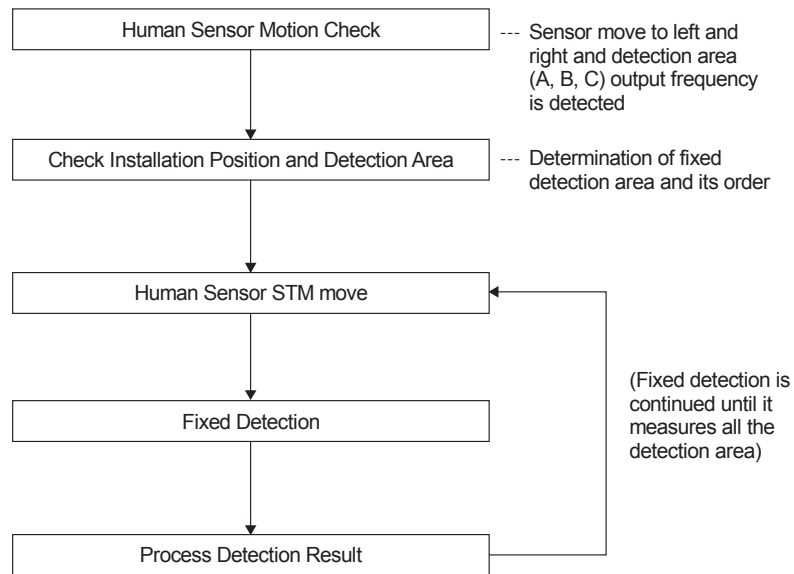 Human Sensor Motion Check
--- Sensor move to left and
right and detection area
(A, B, C) output frequency
is detected
Check Installation Position and Detection Area
--- Determination of fixed
detection area and its order
Human Sensor STM move
(Fixed detection is
continued until it
measures all the
detection area)
Fixed Detection
Process Detection Result